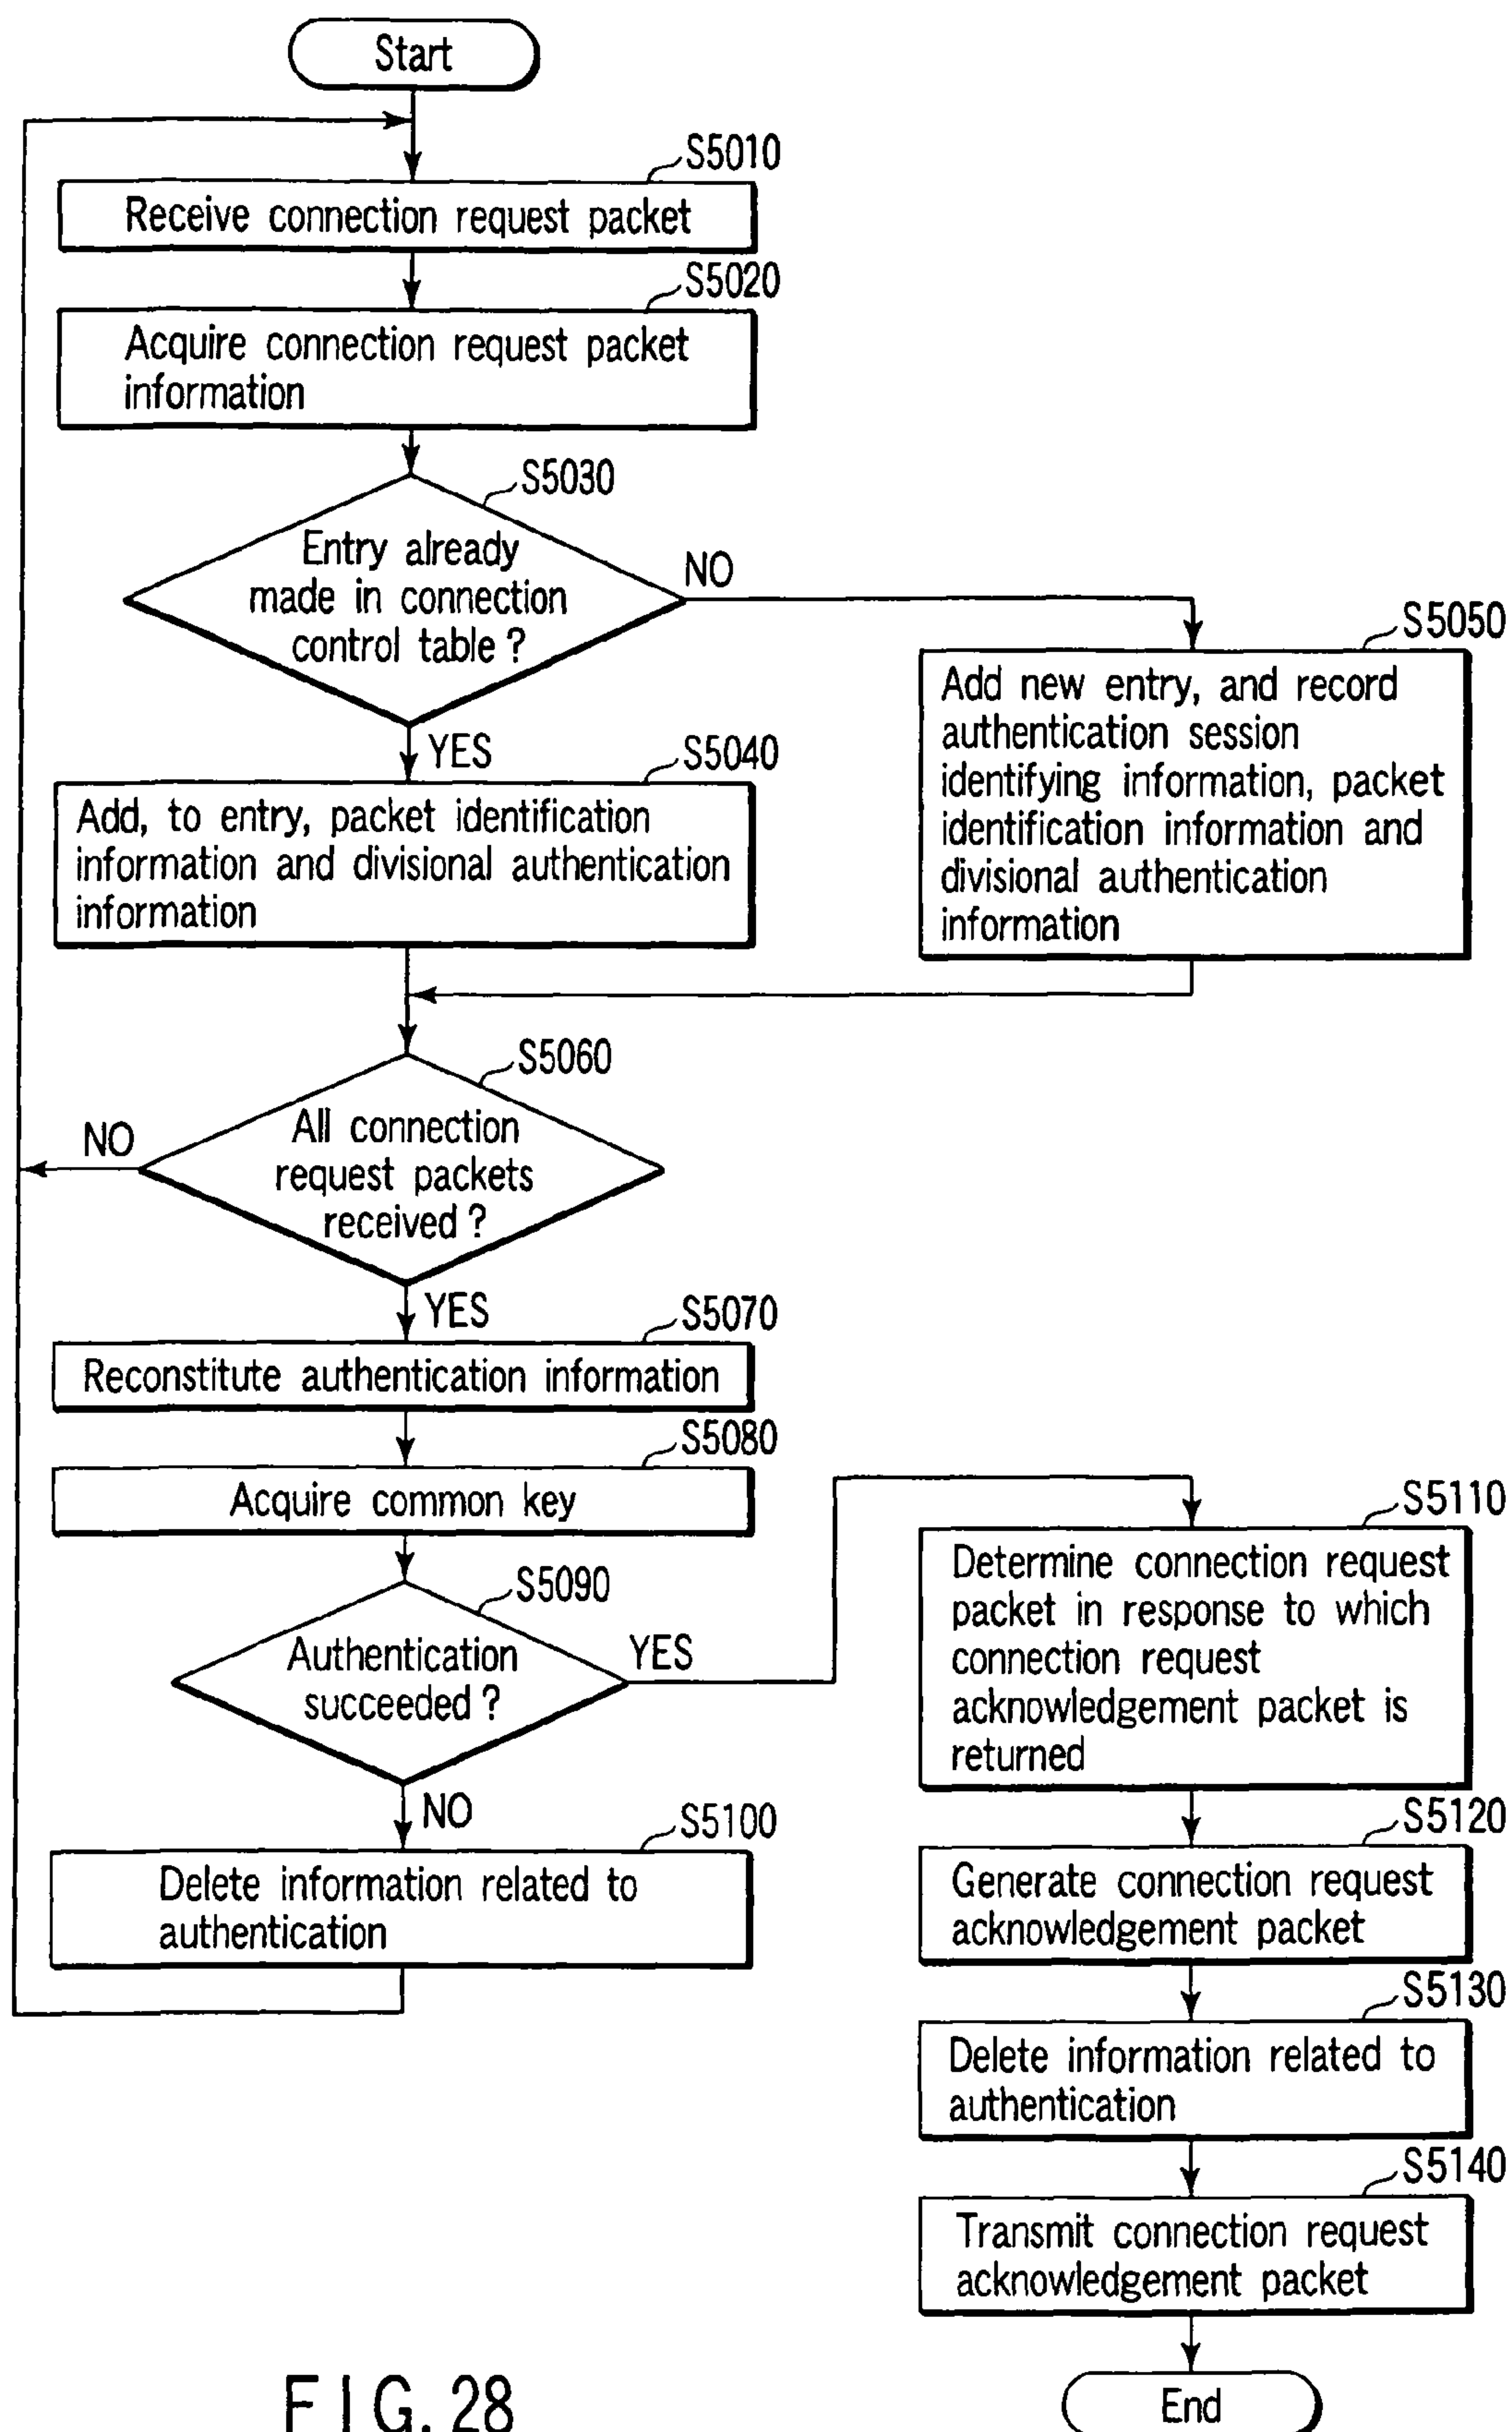 Start
S5010
Receive connection request packet
S5020
Acquire connection request packet
information
S5030
Entry already
made in connection
control table ?
NO
YES
S5040
Add, to entry, packet identification
information and divisional authentication
information
S5050
Add new entry, and record
authentication session
identifying information, packet
identification information and
divisional authentication
information
S5060
All connection
request packets
received ?
NO
YES
S5070
Reconstitute authentication information
S5080
Acquire common key
S5090
Authentication
succeeded ?
YES
NO
S5100
Delete information related to
authentication
S5110
Determine connection request
packet in response to which
connection request
acknowledgement packet is
returned
S5120
Generate connection request
acknowledgement packet
S5130
Delete information related to
authentication
S5140
Transmit connection request
acknowledgement packet
End
FIG. 28